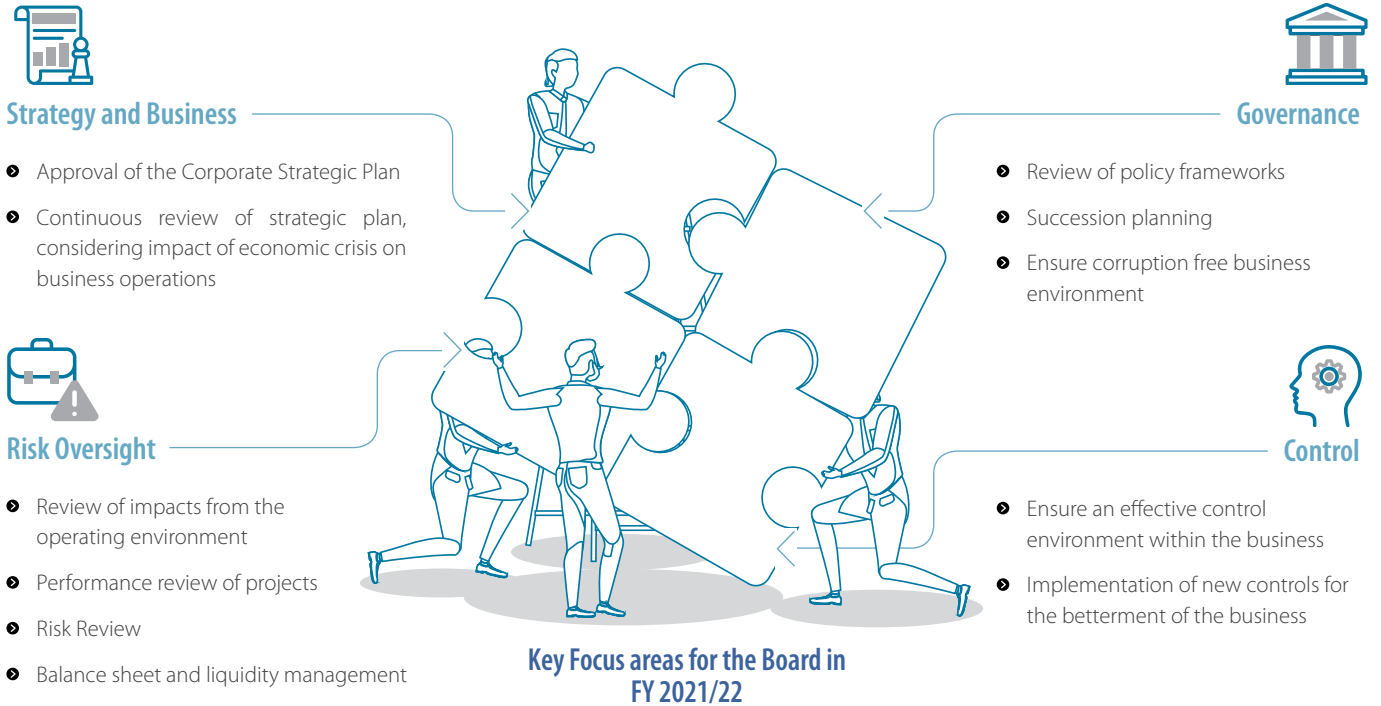 Strategy and Business
Approval of the Corporate Strategic Plan
Continuous review of strategic plan,
considering impact of economic crisis on
business operations
Risk Oversight
Review of impacts from the
operating environment
Performance review of projects
Risk Review
Balance sheet and liquidity management
Governance
Review of policy frameworks
Succession planning
Ensure corruption free business
environment
Control
Ensure an effective control
environment within the business
Implementation of new controls for
the betterment of the business
Key Focus areas for the Board in
FY 2021/22